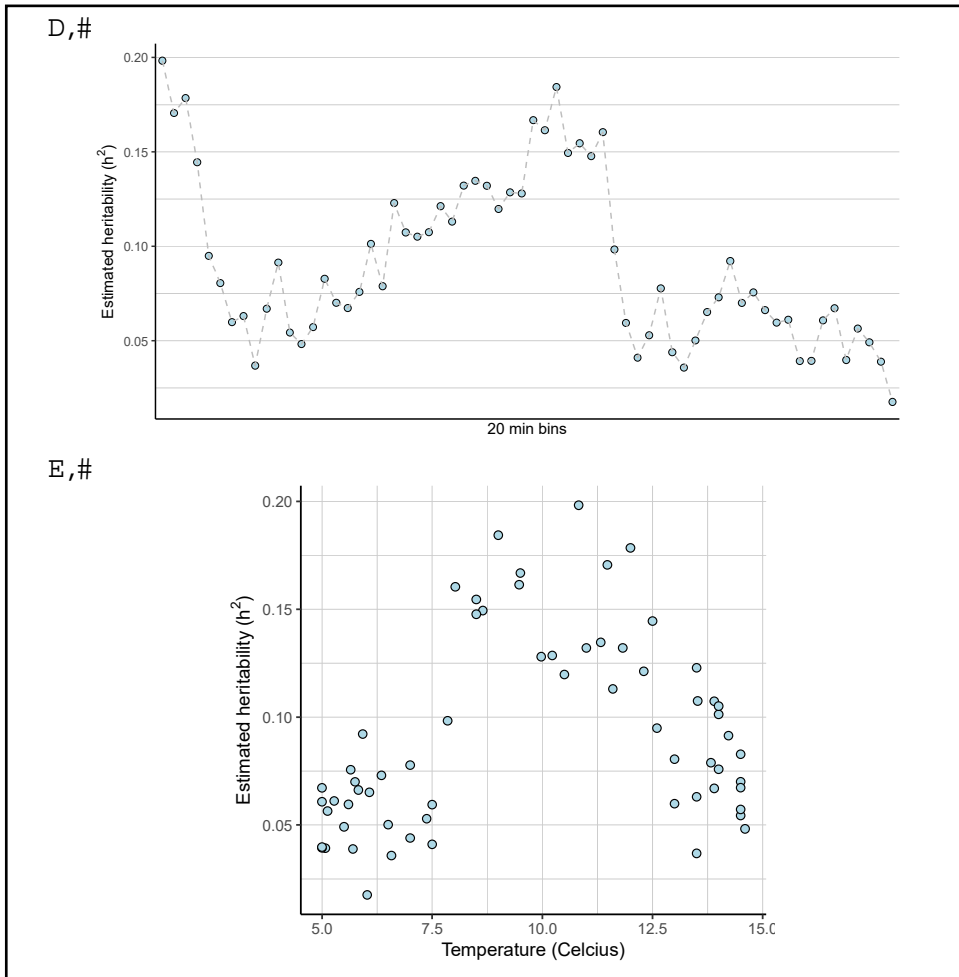 D,#
0.20
0.15
0.10
0.05
Estimated heritability (h²)
20 min bins
E,#
0.20
0.15
0.10
0.05
Estimated heritability (h²)
5.0 7.5 10.0 12.5 15.0
Temperature (Celcius)